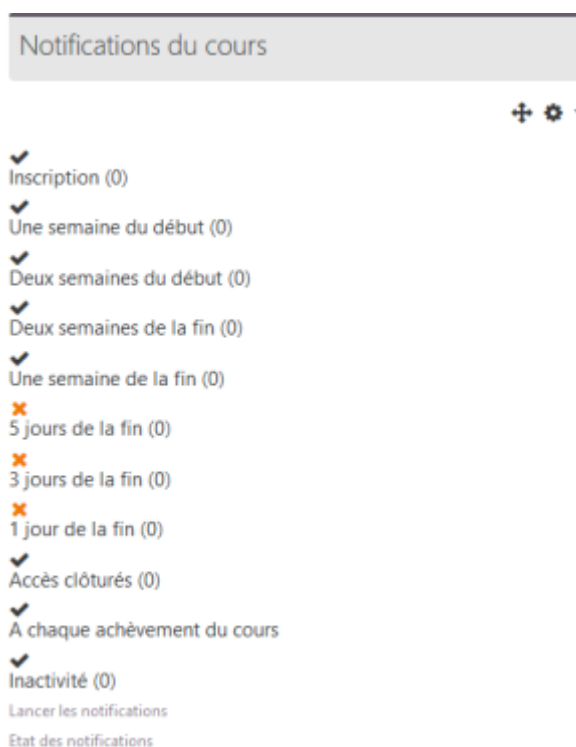 Notifications du cours
Inscription (0)
Une semaine du début (0)
Deux semaines du début (0)
Deux semaines de la fin (0)
Une semaine de la fin (0)
5 jours de la fin (0)
3 jours de la fin (0)
1 jour de la fin (0)
Accès clôturés (0)
A chaque achèvement du cours
Inactivité (0)
Lancer les notifications
Etat des notifications